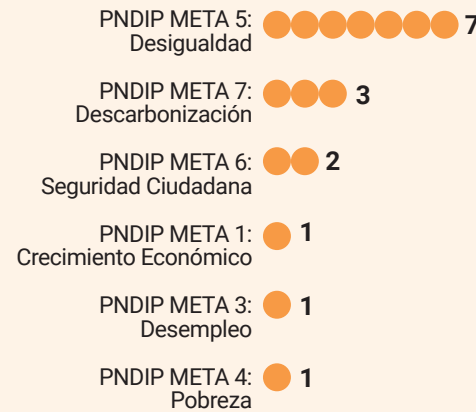 PNDIP META 5:
Desigualdad
7
PNDIP META 7:
Descarbonización
3
PNDIP META 6:
Seguridad Ciudadana
2
PNDIP META 1:
Crecimiento Económico
1
PNDIP META 3:
Desempleo
1
PNDIP META 4:
Pobreza
1